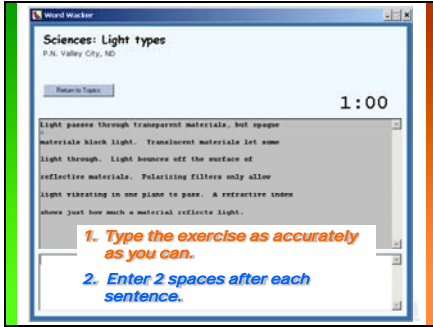 Word Wacker
Sciences: Light types
P.N. Valley City, ND
Return to Topics
1:00
Light passes through transparent materials, but opaque
materials block light.  Translucent materials let some
light through.  Light bounces off the surface of
reflective materials.  Polarizing filters only allow
light vibrating in one plane to pass.  A refractive index
shows just how much a material reflects light.
1. Type the exercise as accurately
as you can.
2. Enter 2 spaces after each
sentence.